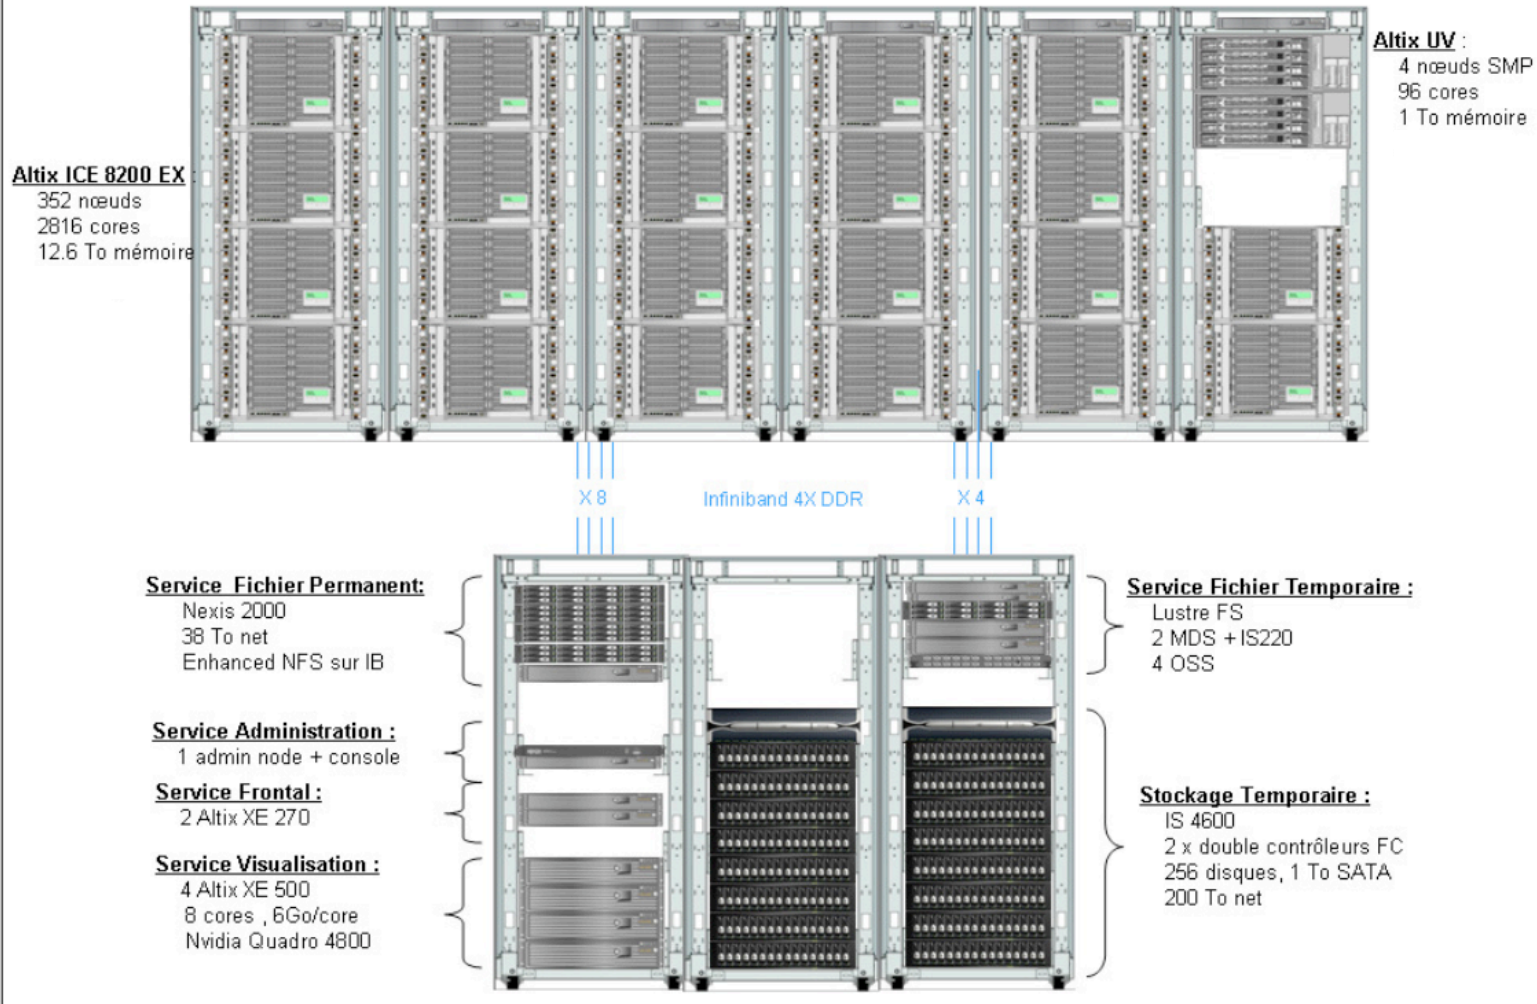 Altix UV :
4 nœuds SMP
96 cores
1 To mémoire
Altix ICE 8200 EX :
352 nœuds
2816 cores
12.6 To mémoire
X 8
Infiniband 4X DDR
X 4
Service Fichier Permanent:
Nexis 2000
38 To net
Enhanced NFS sur IB
Service Administration :
1 admin node + console
Service Frontal :
2 Altix XE 270
Service Visualisation :
4 Altix XE 500
8 cores , 6Go/core
Nvidia Quadro 4800
Service Fichier Temporaire :
Lustre FS
2 MDS + IS220
4 OSS
Stockage Temporaire :
IS 4600
2 x double contrôleurs FC
256 disques, 1 To SATA
200 To net